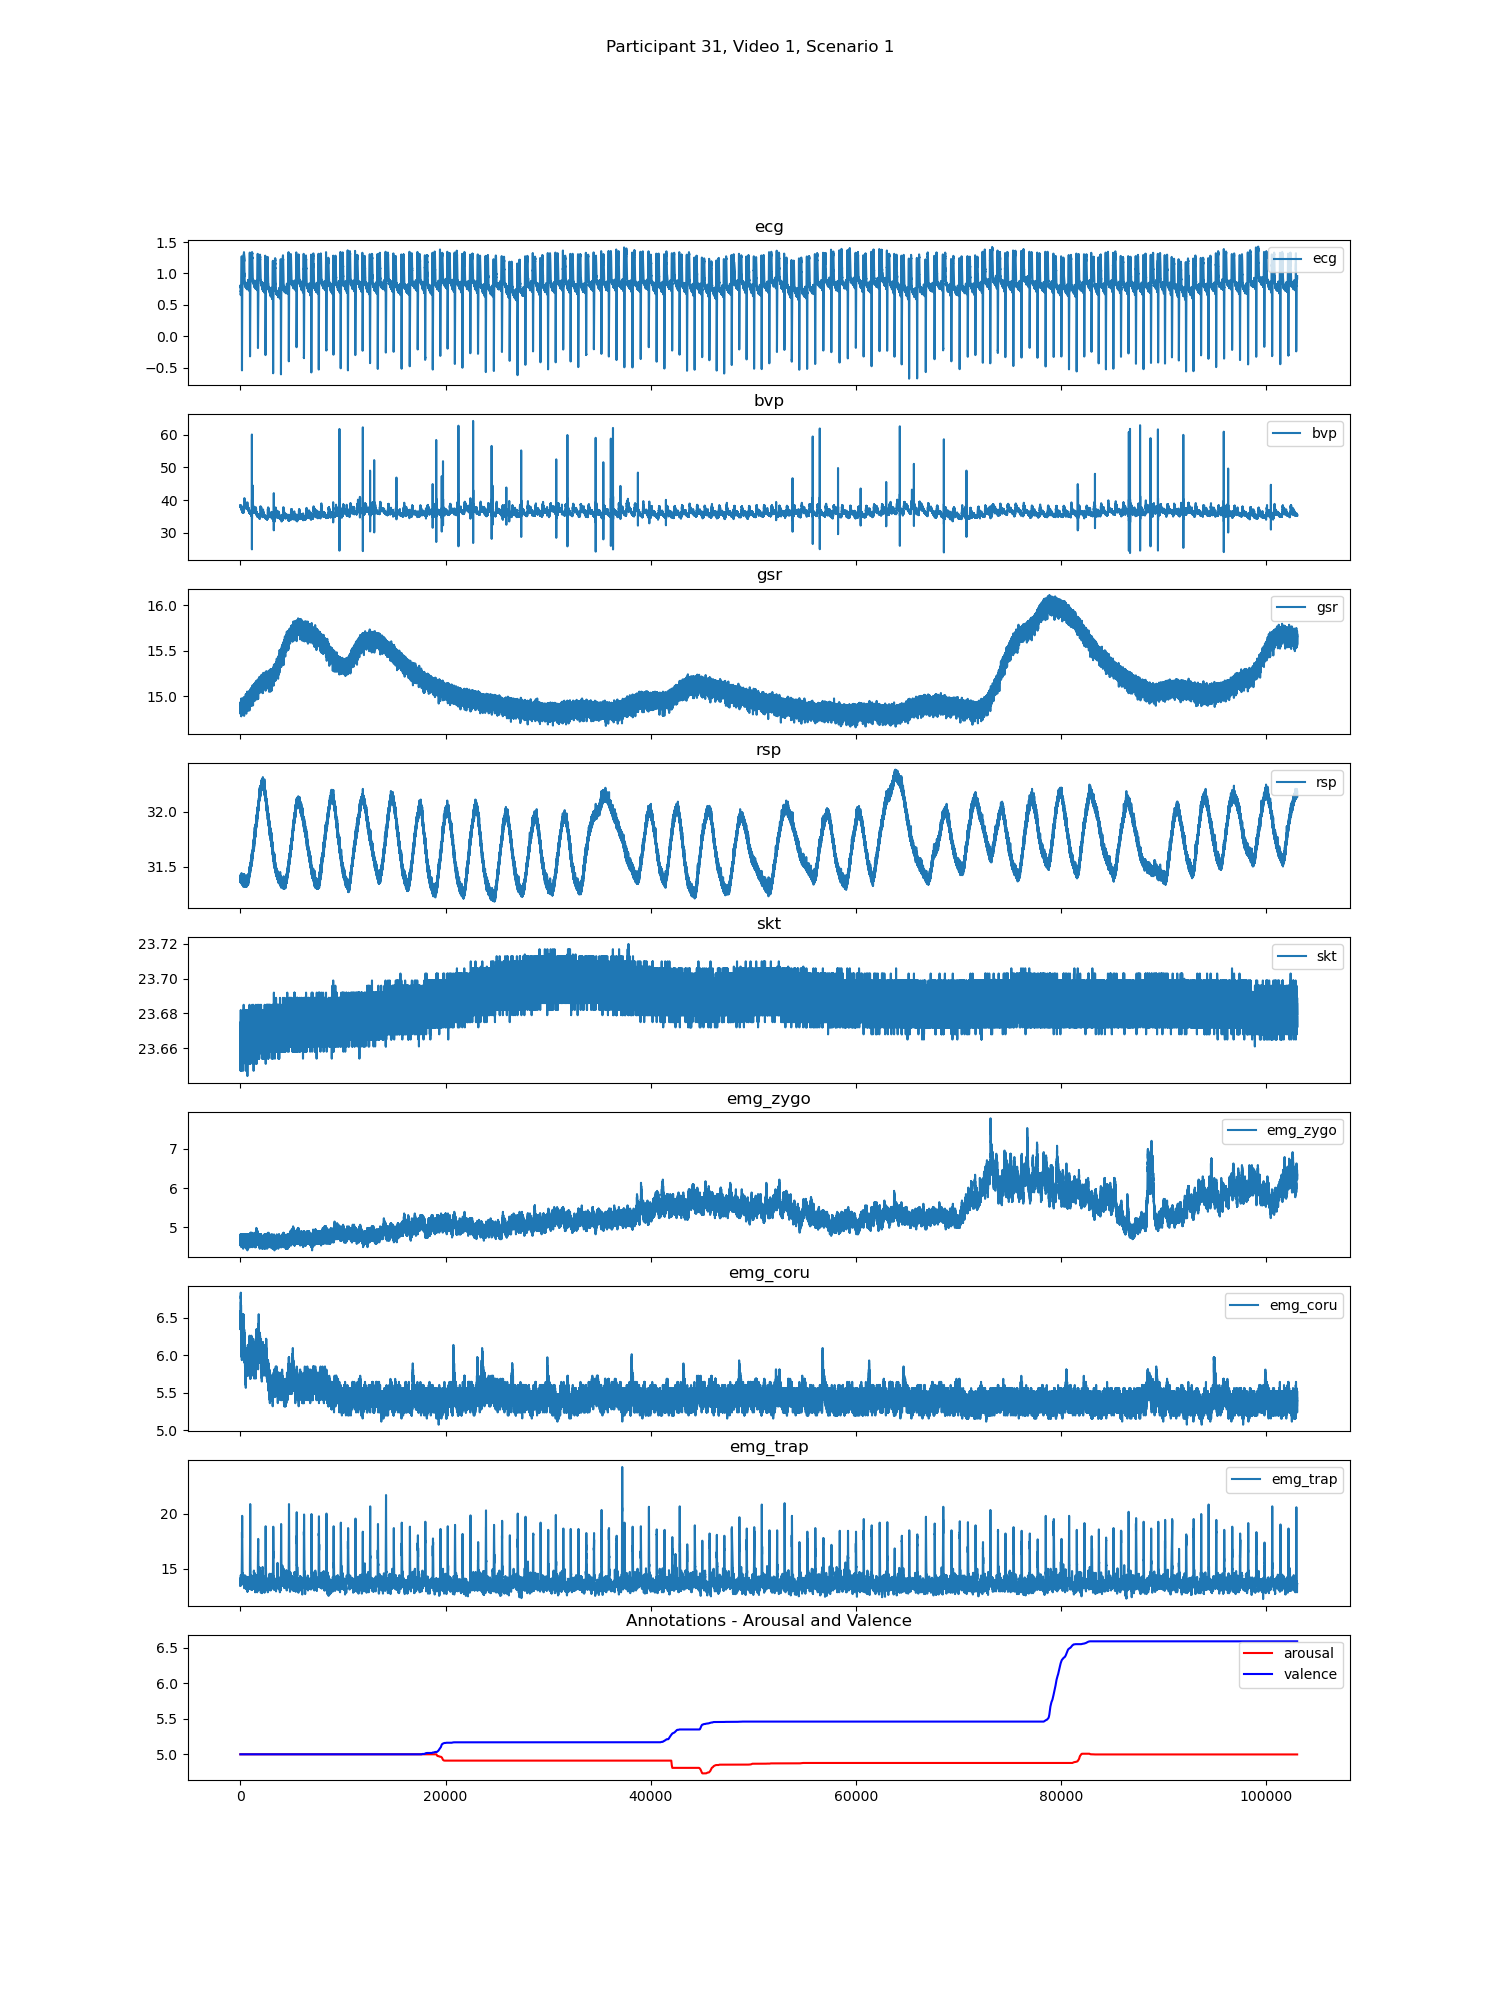 Participant 31, Video 1, Scenario 1
ecg
1.5
1.0
0.5
0.0
−0.5
ecg
bvp
60
50
40
30
bvp
gsr
16.0
15.5
15.0
gsr
rsp
32.0
31.5
rsp
skt
23.72
23.70
23.68
23.66
skt
emg_zygo
7
6
5
emg_zygo
emg_coru
6.5
6.0
5.5
5.0
emg_coru
emg_trap
20
15
emg_trap
Annotations - Arousal and Valence
6.5
6.0
5.5
5.0
arousal
valence
0 20000 40000 60000 80000 100000